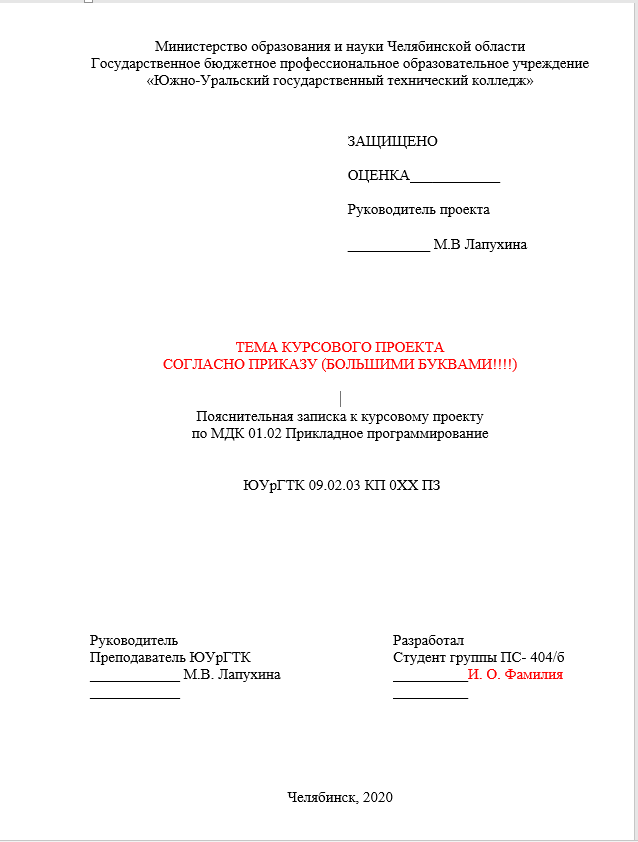 Министерство образования и науки Челябинской области
Государственное бюджетное профессиональное образовательное учреждение
«Южно-Уральский государственный технический колледж»
ЗАЩИЩЕНО
ОЦЕНКА____________
Руководитель проекта
___________ М.В Лапухина
ТЕМА КУРСОВОГО ПРОЕКТА
СОГЛАСНО ПРИКАЗУ (БОЛЬШИМИ БУКВАМИ!!!!)
Пояснительная записка к курсовому проекту
по МДК 01.02 Прикладное программирование
ЮУрГТК 09.02.03 КП 0ХХ ПЗ
Руководитель
Преподаватель ЮУрГТК
____________ М.В. Лапухина
____________
Разработал
Студент группы ПС- 404/б
__________И. О. Фамилия
__________
Челябинск, 2020